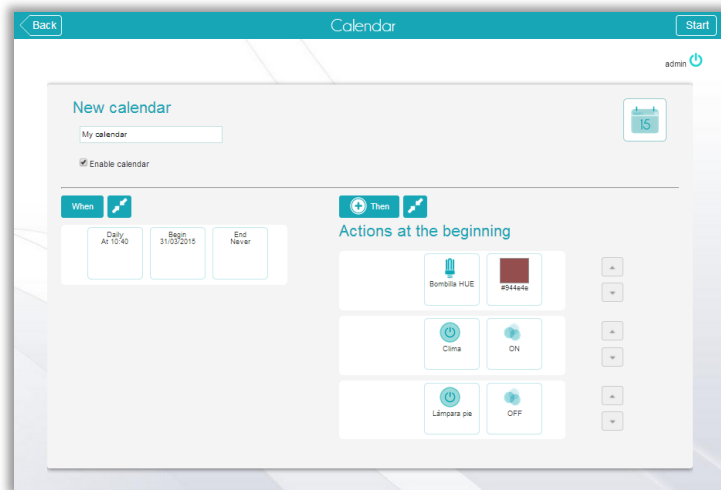 Back
Calendar
Start
admin
New calendar
15
My calendar
Enable calendar
When
Then
Daily
At 10:40
Begin
31/03/2015
End
Never
Actions at the beginning
Bombilla HUE
#944e4e
Clima
ON
Lámpara pie
OFF